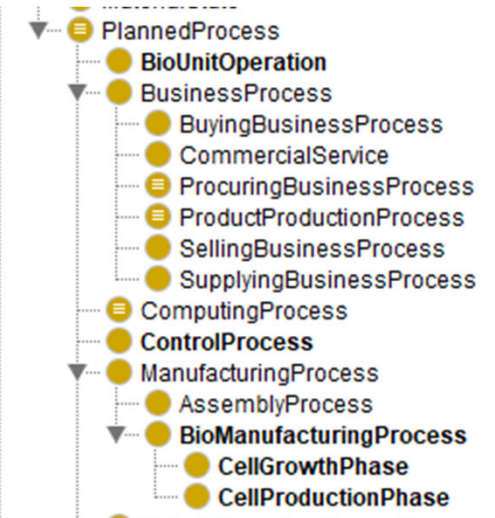 PlannedProcess
BioUnitOperation
BusinessProcess
BuyingBusinessProcess
CommercialService
ProcuringBusinessProcess
ProductProductionProcess
SellingBusinessProcess
SupplyingBusinessProcess
ComputingProcess
ControlProcess
ManufacturingProcess
AssemblyProcess
BioManufacturingProcess
CellGrowthPhase
CellProductionPhase